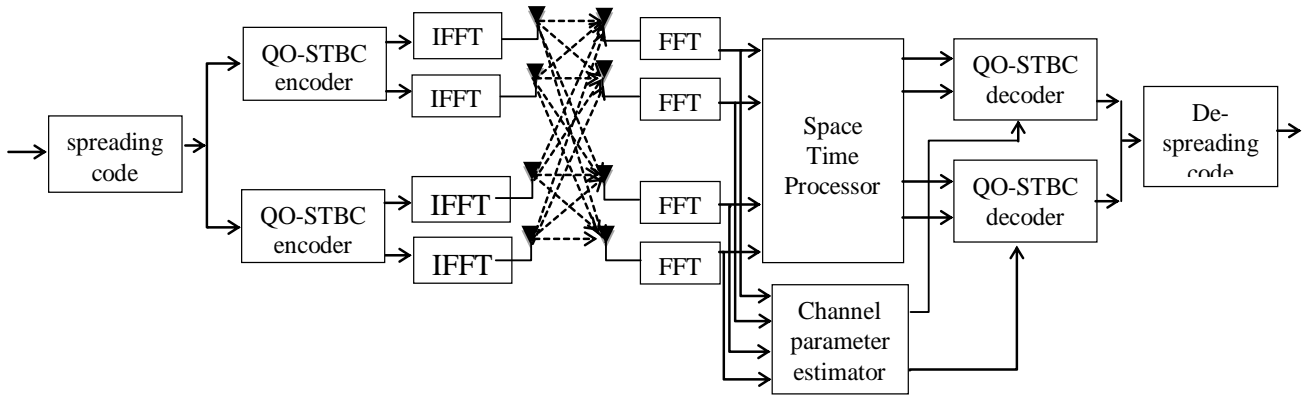 spreading
code
QO-STBC
encoder
QO-STBC
encoder
IFFT
IFFT
IFFT
IFFT
FFT
FFT
FFT
FFT
Space
Time
Processor
Channel
parameter
estimator
QO-STBC
decoder
QO-STBC
decoder
De-
spreading
code